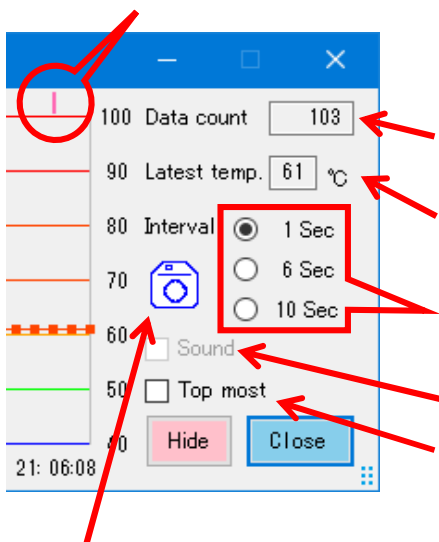 100 Data count 103
90 Latest temp. 61 ℃
80 Interval 1 Sec
70 6 Sec
10 Sec
60 Sound
50 Top most
Hide Close
21: 06:08